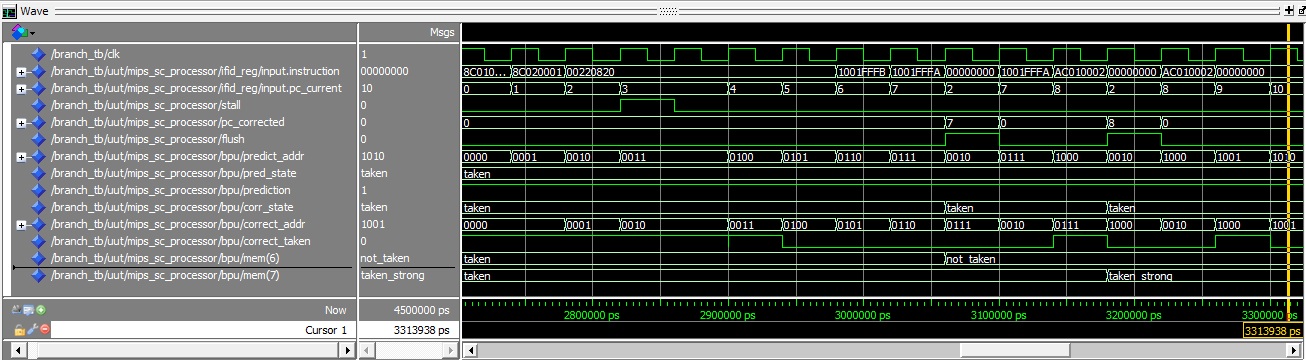 Wave
Msgs
/branch_tb/clk 1
/branch_tb/uut/mips_sc_processor/ifid_reg/input.instruction 00000000 8C010... 8C020001 00220820 1001FFFB 1001FFFA 00000000 1001FFFA AC010002 00000000 AC010002 00000000
/branch_tb/uut/mips_sc_processor/ifid_reg/input.pc_current 10 0 1 2 3 4 5 6 7 2 7 8 2 8 9 10
/branch_tb/uut/mips_sc_processor/stall 0
/branch_tb/uut/mips_sc_processor/pc_corrected 0 0 7 0 8 0
/branch_tb/uut/mips_sc_processor/flush 0
/branch_tb/uut/mips_sc_processor/bpu/predict_addr 1010 0000 0001 0010 0011 0100 0101 0110 0111 0010 0111 1000 0010 1000 1001 1010
/branch_tb/uut/mips_sc_processor/bpu/pred_state taken taken
/branch_tb/uut/mips_sc_processor/bpu/prediction 1
/branch_tb/uut/mips_sc_processor/bpu/corr_state taken taken taken taken
/branch_tb/uut/mips_sc_processor/bpu/correct_addr 1001 0000 0001 0010 0011 0100 0101 0110 0111 0010 0111 1000 0010 1000 1001
/branch_tb/uut/mips_sc_processor/bpu/correct_taken 0
/branch_tb/uut/mips_sc_processor/bpu/mem(6) not_taken taken not_taken
/branch_tb/uut/mips_sc_processor/bpu/mem(7) taken_strong taken taken_strong
Now 4500000 ps 2800000 ps 2900000 ps 3000000 ps 3100000 ps 3200000 ps 3300000 ps
Cursor 1 3313938 ps 3313938 ps